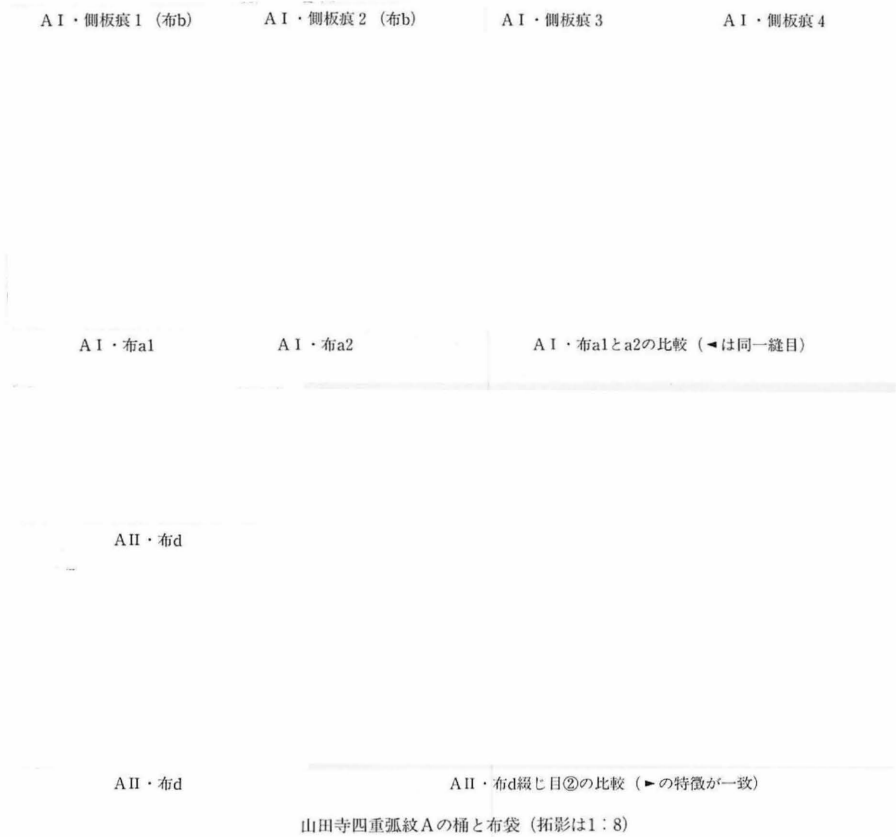 AⅠ・側板痕1（布b） AⅠ・側板痕2（布b） AⅠ・側板痕3 AⅠ・側板痕4
AⅠ・布a1 AⅠ・布a2 AⅠ・布a1とa2の比較（◄は同一縫目）
AⅡ・布d
AⅡ・布d AⅡ・布d綴じ目②の比較（►の特徴が一致）
山田寺四重弧紋Aの桶と布袋（拓影は1：8）